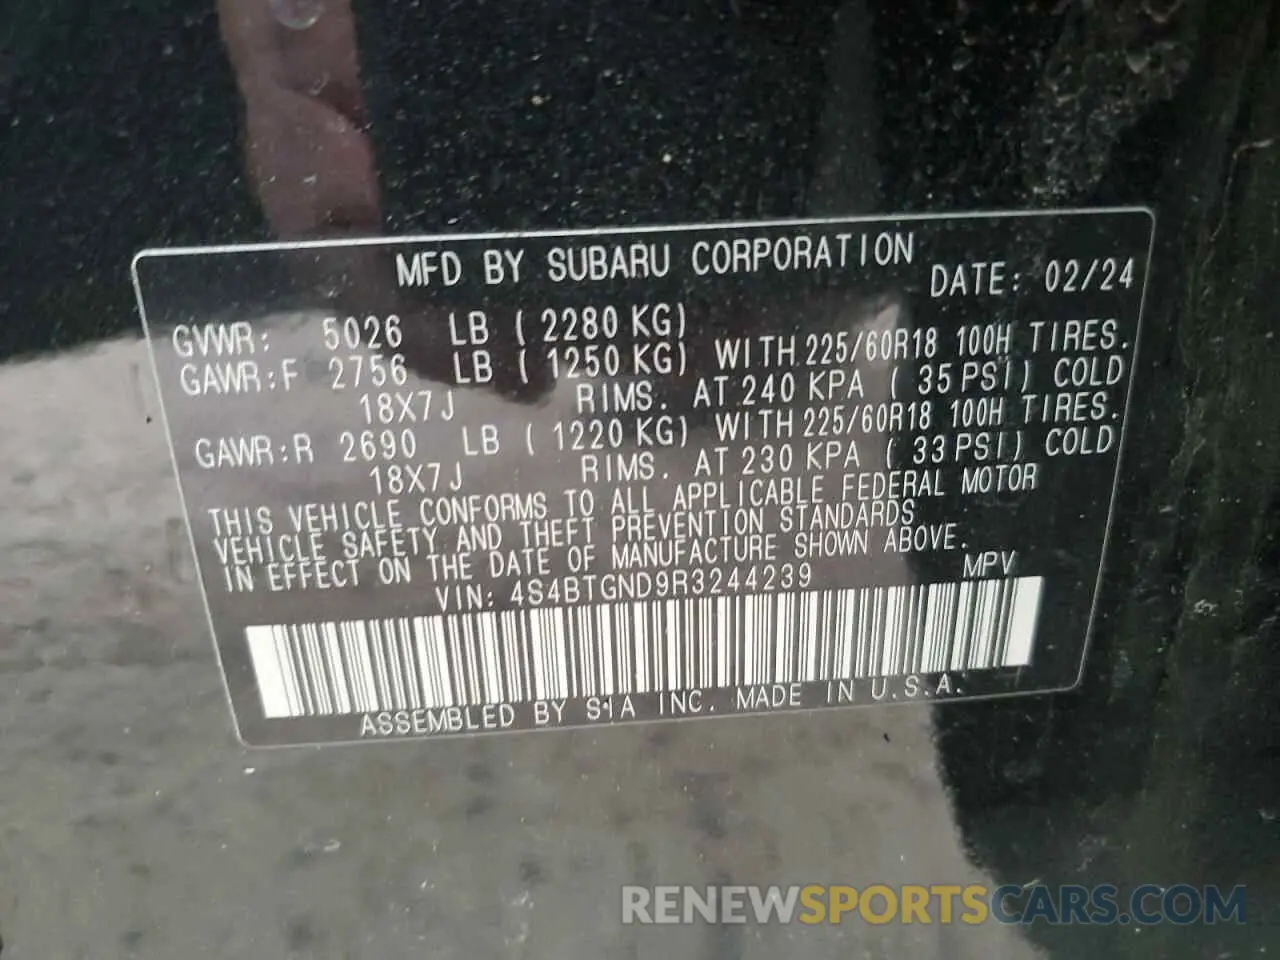 MFD BY SUBARU CORPORATION
DATE: 02/24
GVWR: 5026 LB ( 2280 KG)
GAWR:F 2756 LB ( 1250 KG) WITH 225/60R18 100H TIRES.
18X7J RIMS. AT 240 KPA ( 35 PSI) COLD
GAWR:R 2690 LB ( 1220 KG) WITH 225/60R18 100H TIRES.
18X7J RIMS. AT 230 KPA ( 33 PSI) COLD
THIS VEHICLE CONFORMS TO ALL APPLICABLE FEDERAL MOTOR
VEHICLE SAFETY AND THEFT PREVENTION STANDARDS
IN EFFECT ON THE DATE OF MANUFACTURE SHOWN ABOVE.
VIN: 4S4BTGND9R3244239 MPV
ASSEMBLED BY SIA INC. MADE IN U.S.A.
RENEWSPORTSCARS.COM